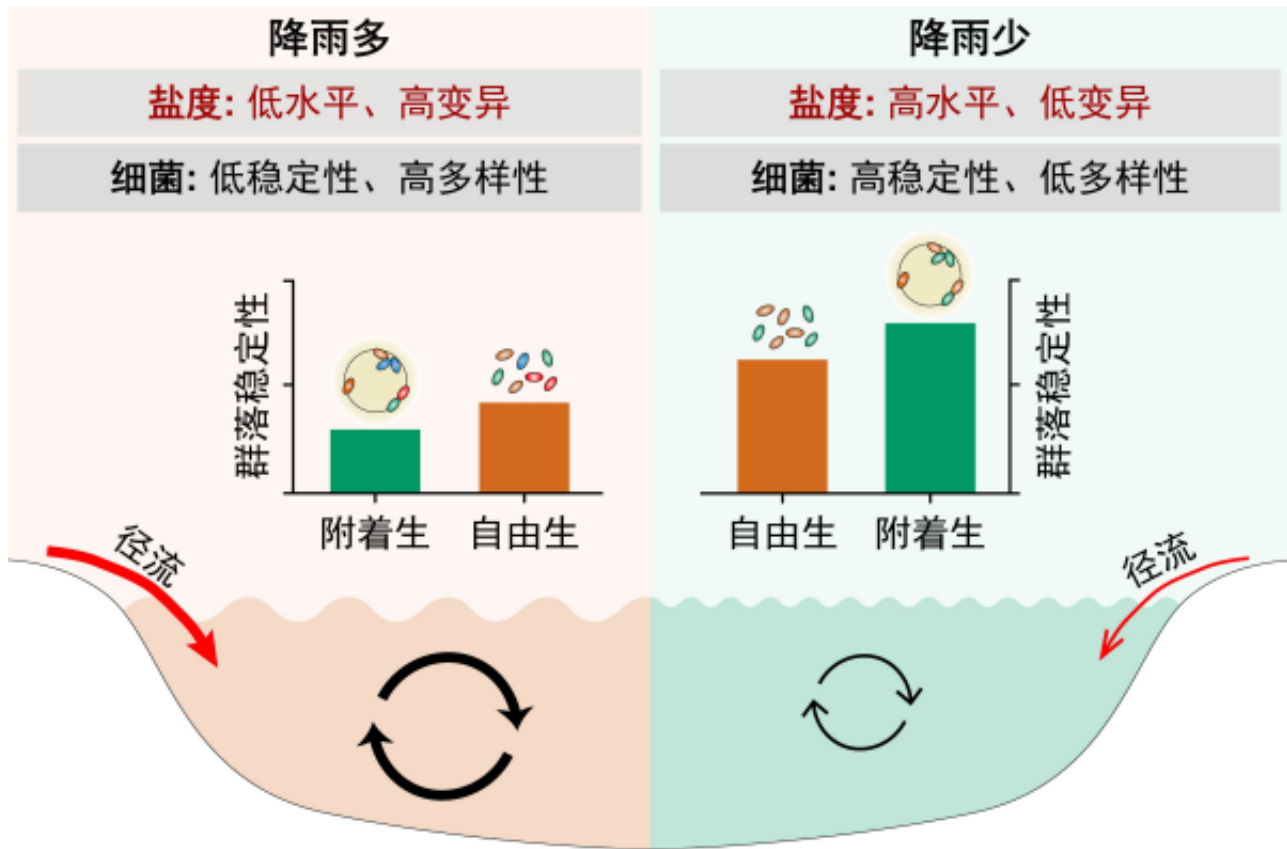 降雨多
盐度: 低水平、高变异
细菌: 低稳定性、高多样性
群落稳定性
附着生
自由生
径流
降雨少
盐度: 高水平、低变异
细菌: 高稳定性、低多样性
群落稳定性
自由生
附着生
径流